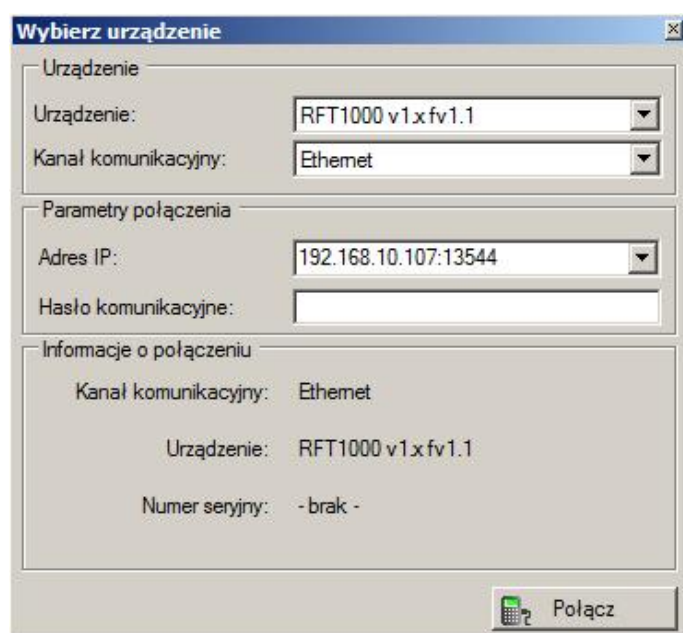 Wybierz urządzenie
Urządzenie
Urządzenie: RFT1000 v1.x fv1.1
Kanał komunikacyjny: Ethernet
Parametry połączenia
Adres IP: 192.168.10.107:13544
Hasło komunikacyjne:
Informacje o połączeniu
Kanał komunikacyjny: Ethernet
Urządzenie: RFT1000 v1.x fv1.1
Numer seryjny: - brak -
Połącz